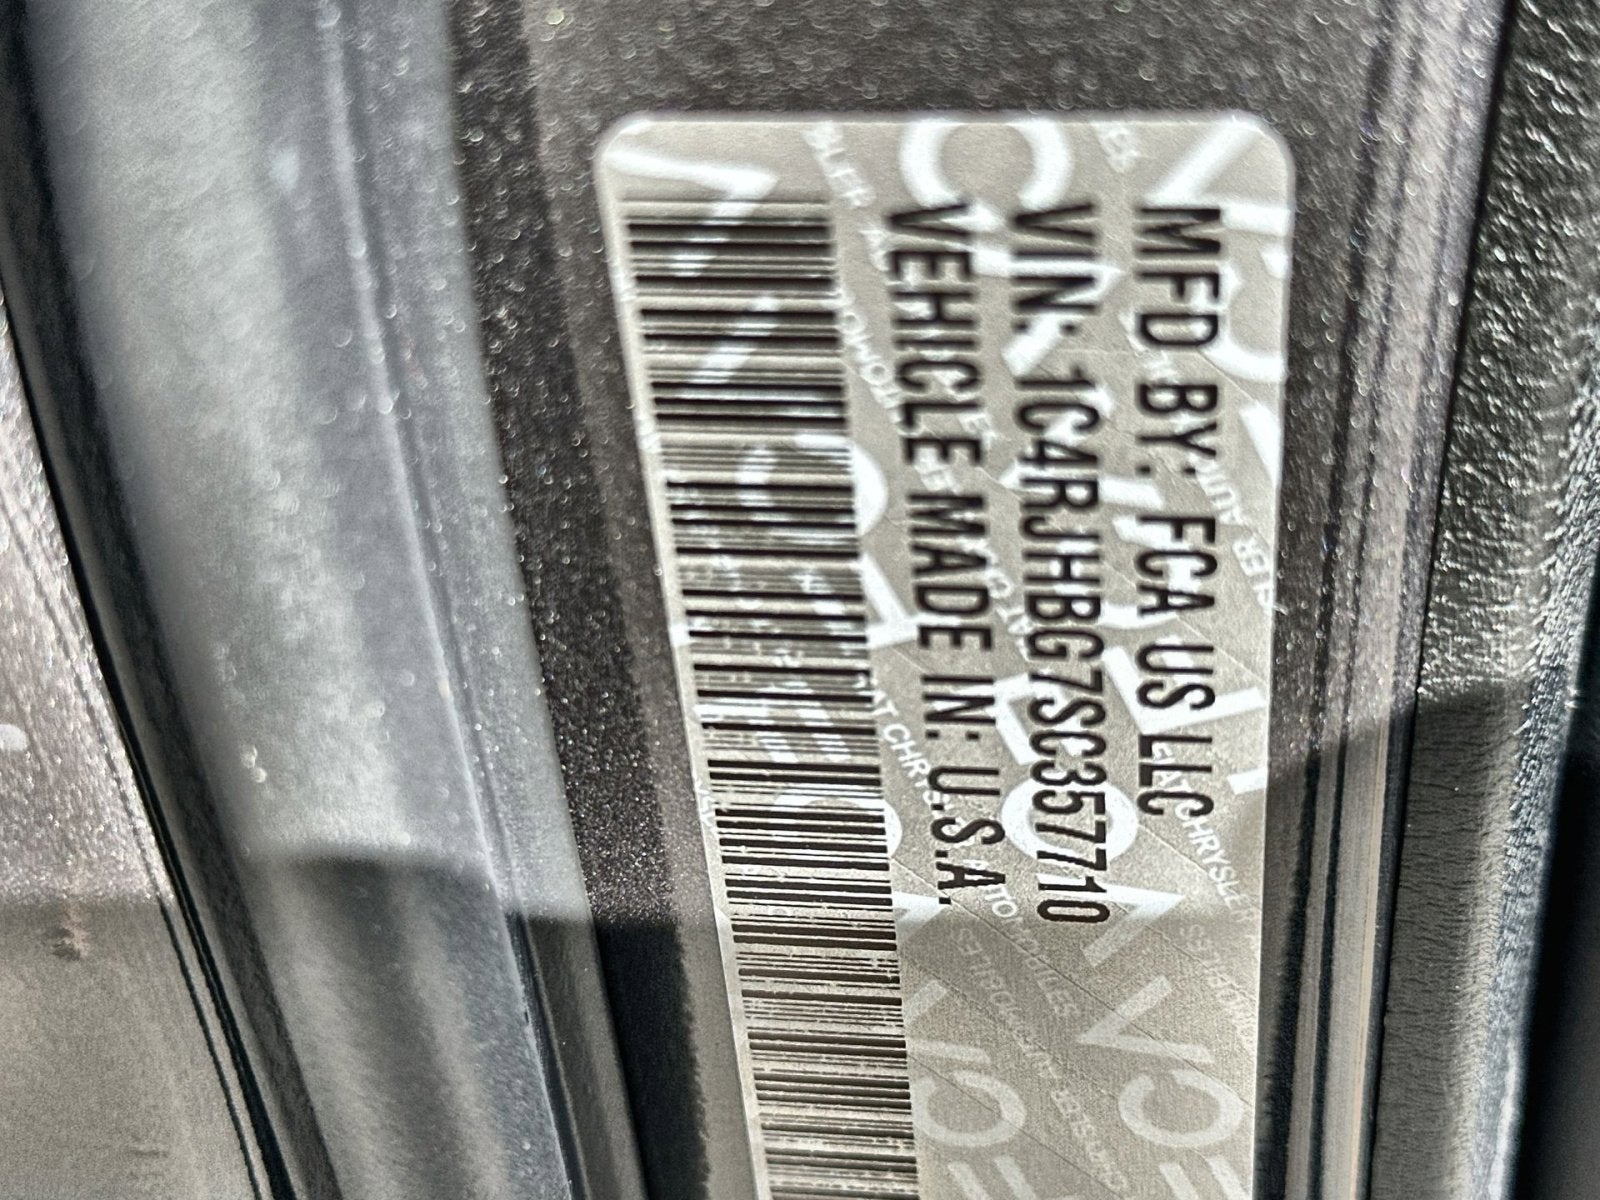 MFD BY: FCA US LLC
VIN: 1C4RJHBG7SC357710
VEHICLE MADE IN: U.S.A.